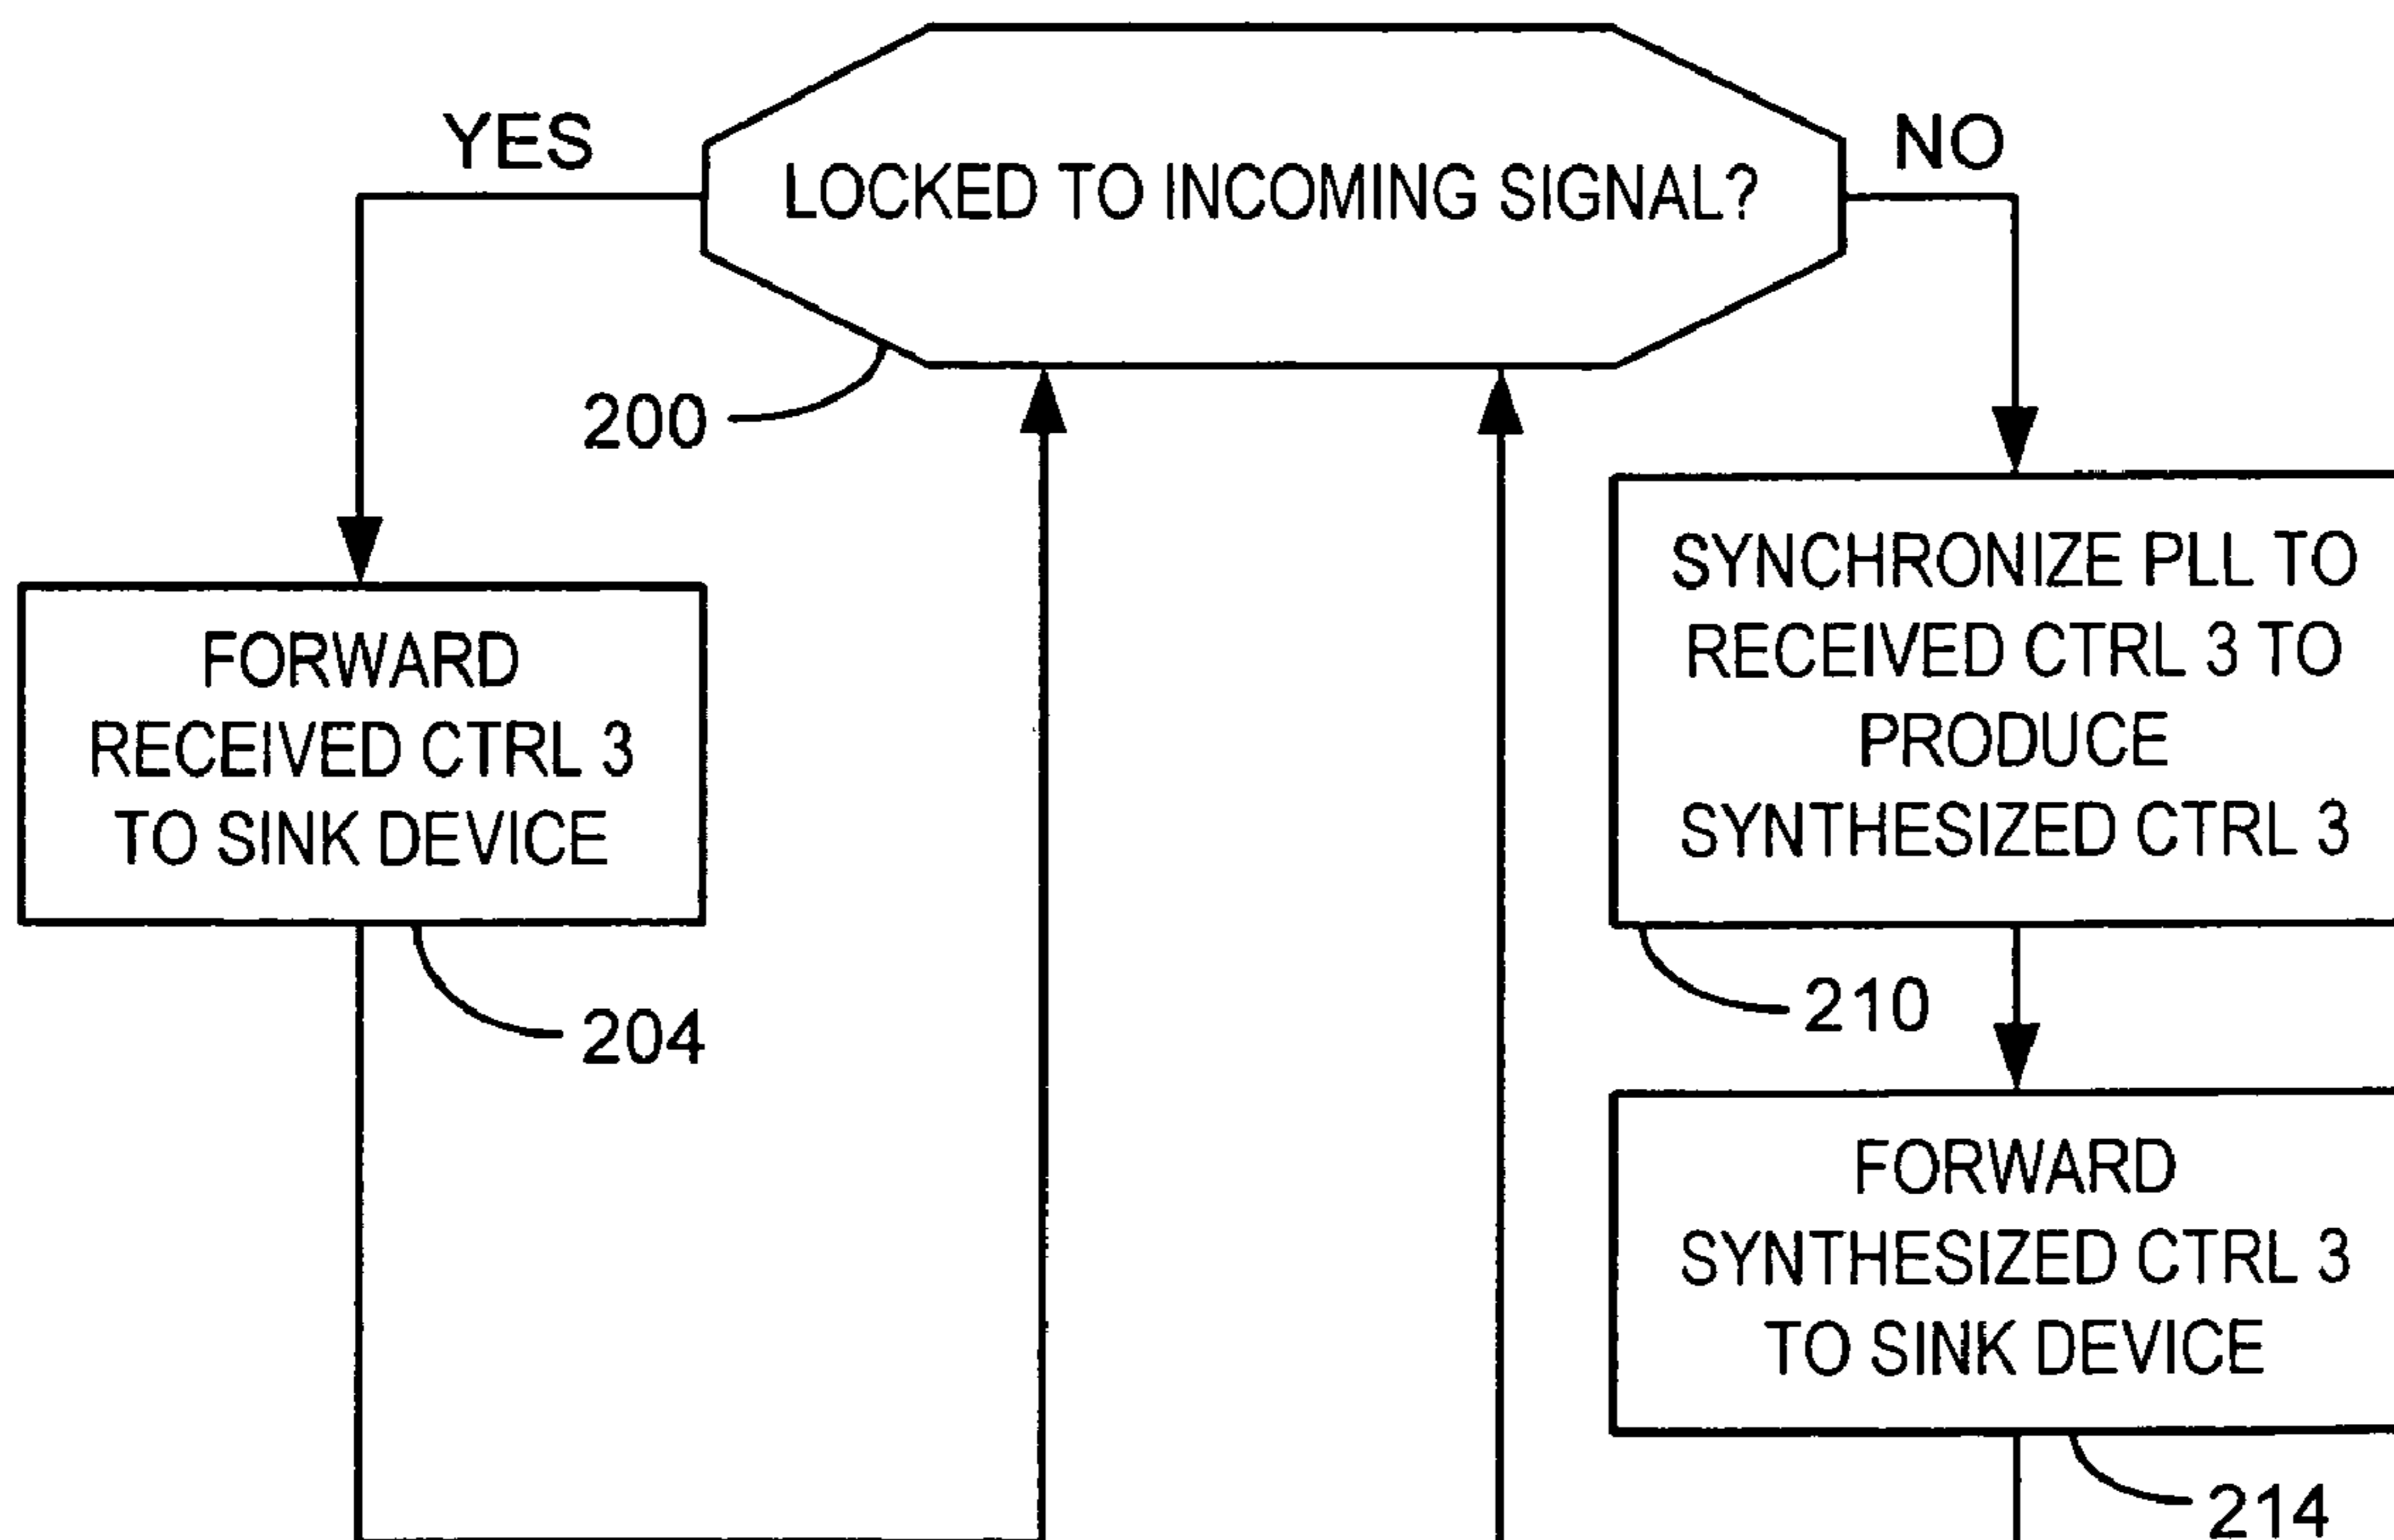 YES
LOCKED TO INCOMING SIGNAL?
NO
200
FORWARD
RECEIVED CTRL 3
TO SINK DEVICE
204
SYNCHRONIZE PLL TO
RECEIVED CTRL 3 TO
PRODUCE
SYNTHESIZED CTRL 3
210
FORWARD
SYNTHESIZED CTRL 3
TO SINK DEVICE
214